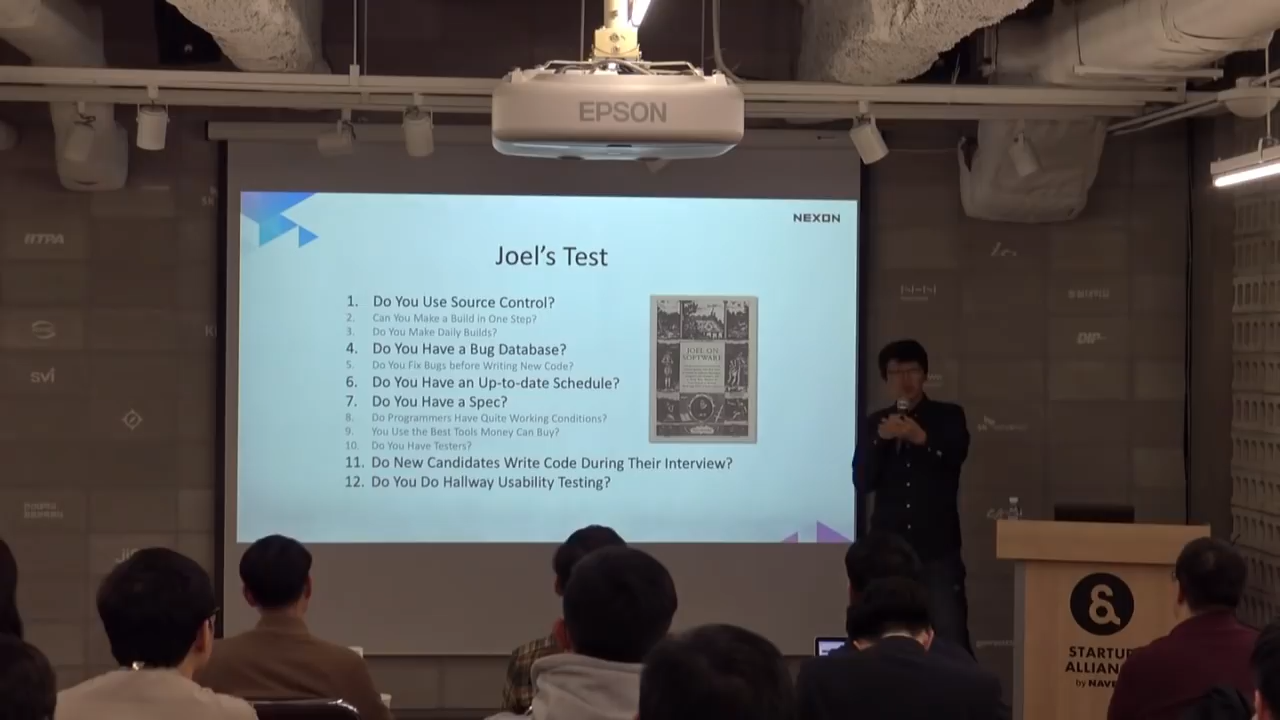 EPSON
NEXON
Joel's Test
1. Do You Use Source Control?
2. Can You Make a Build in One Step?
3. Do You Make Daily Builds?
4. Do You Have a Bug Database?
5. Do You Fix Bugs before Writing New Code?
6. Do You Have an Up-to-date Schedule?
7. Do You Have a Spec?
8. Do Programmers Have Quite Working Conditions?
9. You Use the Best Tools Money Can Buy?
10. Do You Have Testers?
11. Do New Candidates Write Code During Their Interview?
12. Do You Do Hallway Usability Testing?
JOEL ON
SOFTWARE
IITPA
svi
DIP
STARTUP
ALLIAN
by NAVE